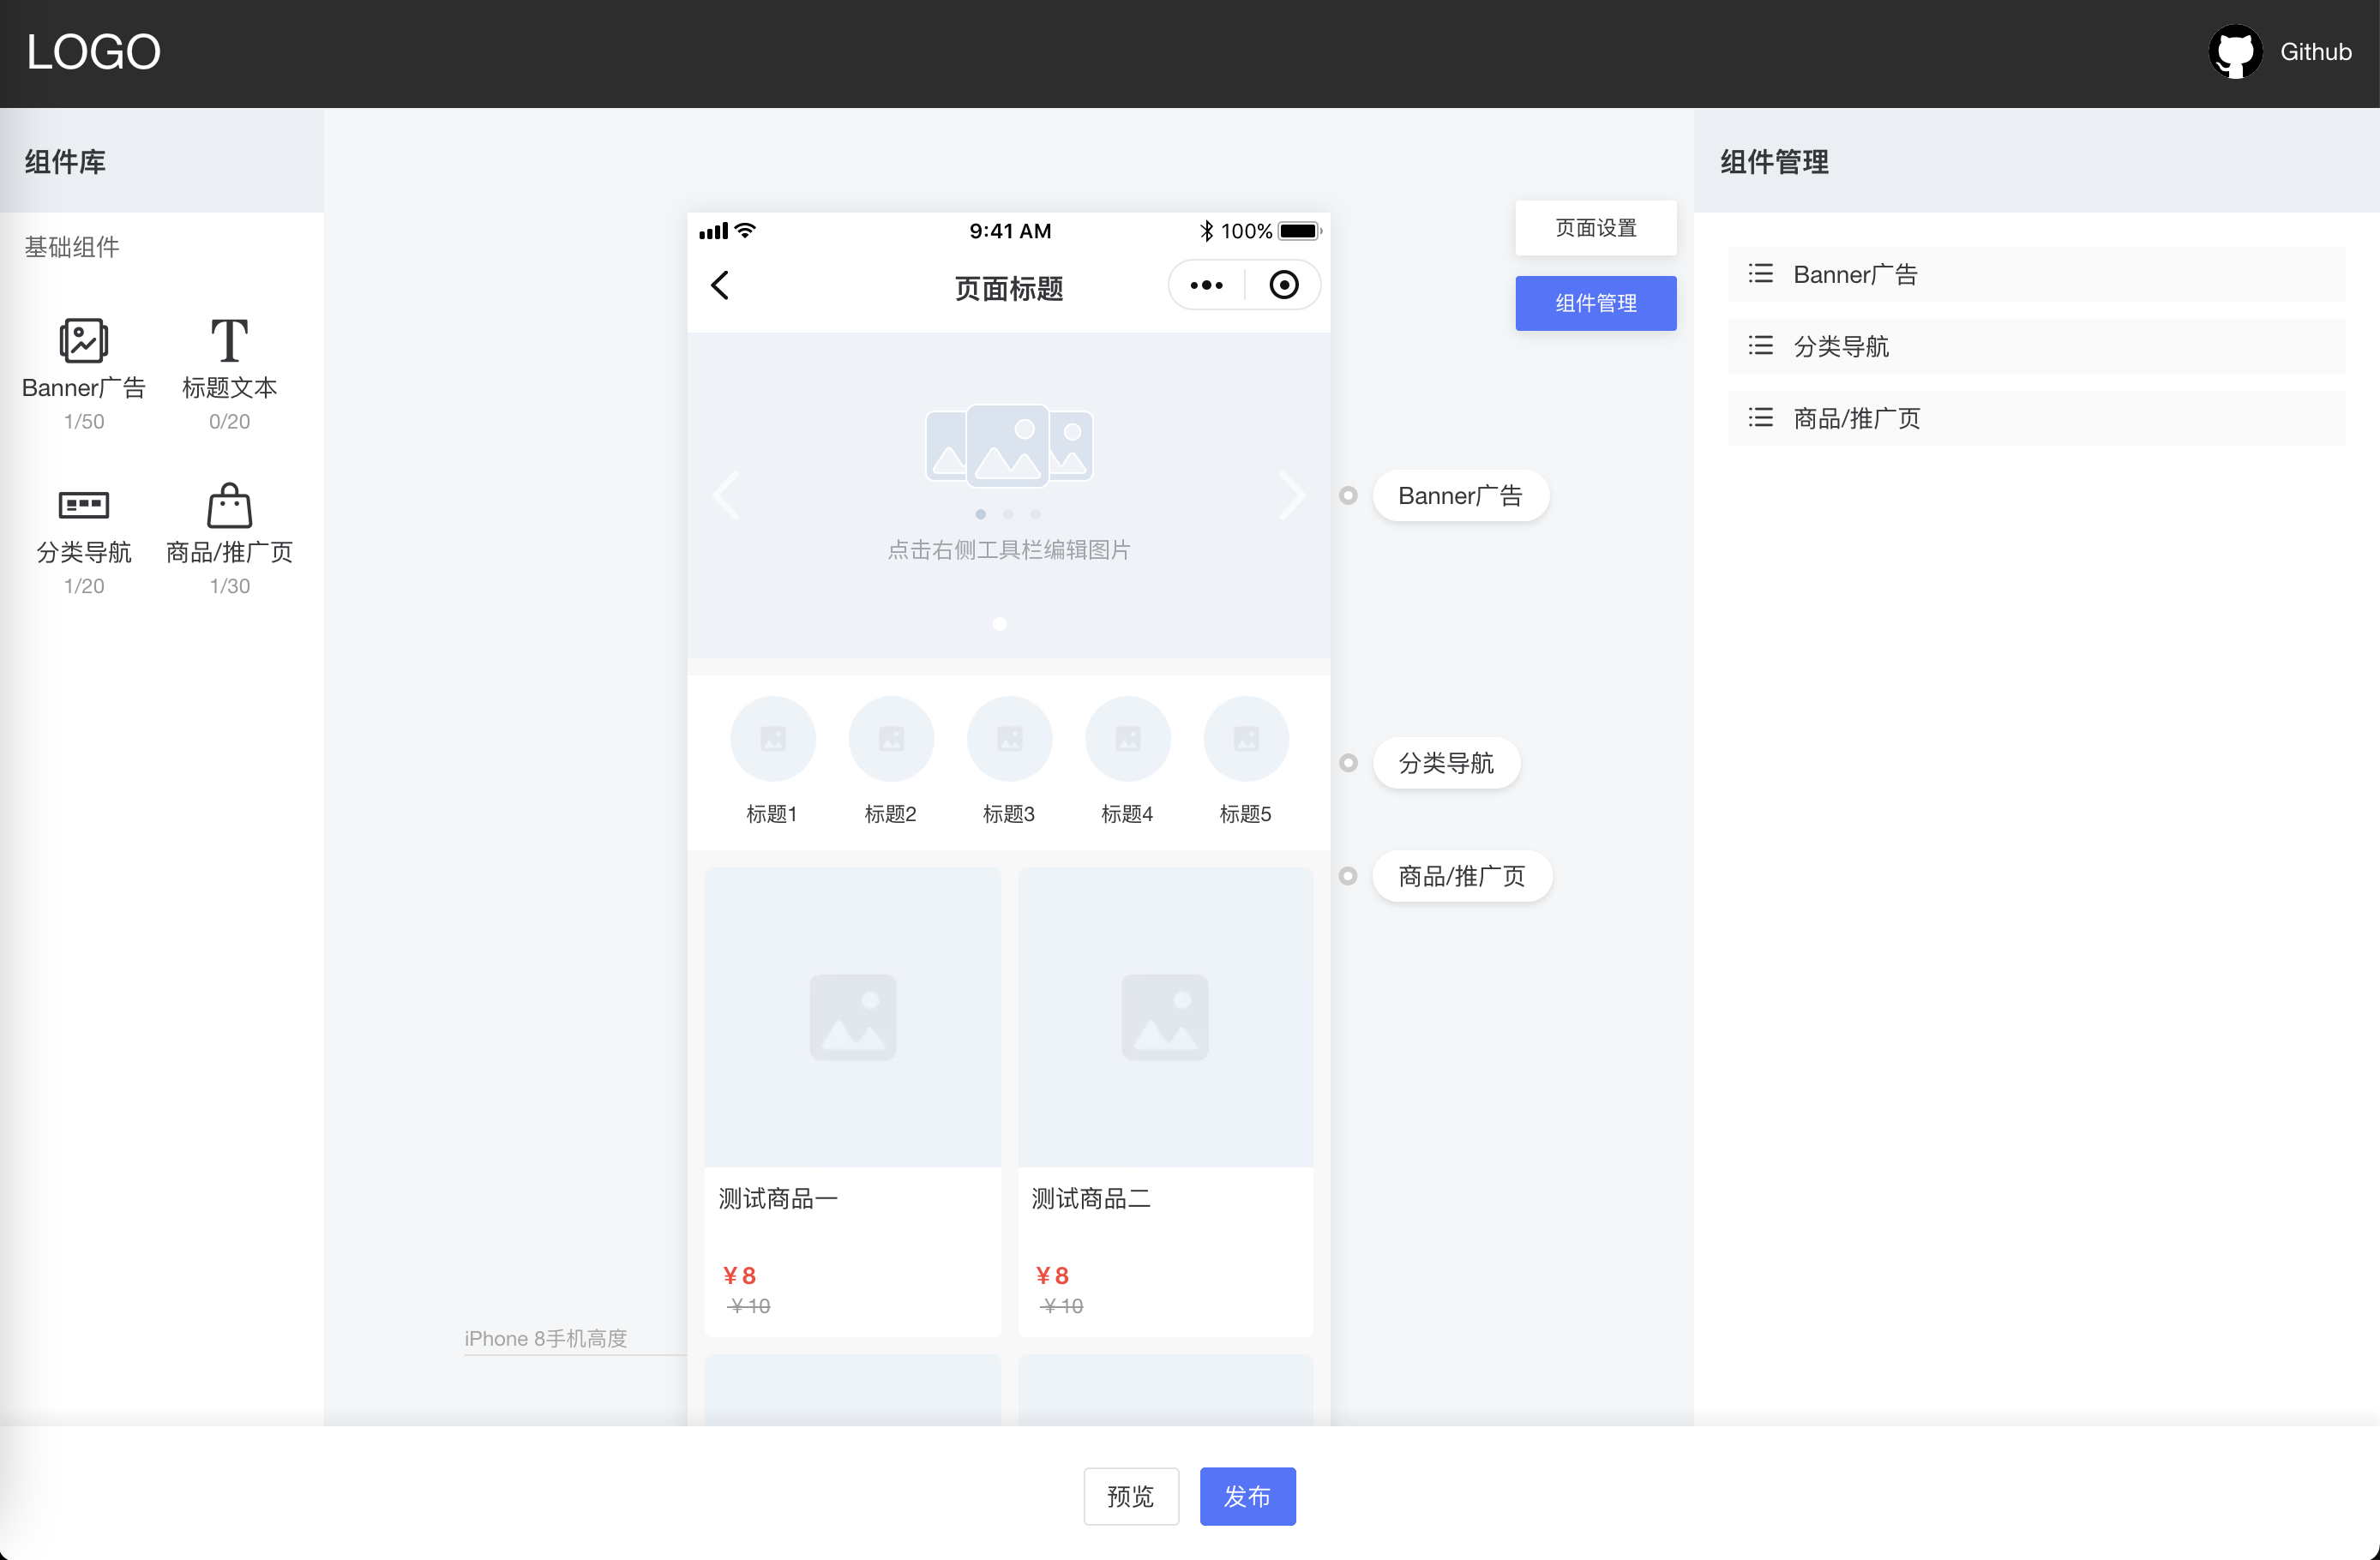 LOGO
Github
组件库
基础组件
Banner广告
1/50
标题文本
0/20
分类导航
1/20
商品/推广页
1/30
9:41 AM
100%
页面标题
点击右侧工具栏编辑图片
标题1
标题2
标题3
标题4
标题5
测试商品一
¥8
¥10
测试商品二
¥8
¥10
iPhone 8手机高度
页面设置
组件管理
Banner广告
分类导航
商品/推广页
组件管理
Banner广告
分类导航
商品/推广页
预览
发布